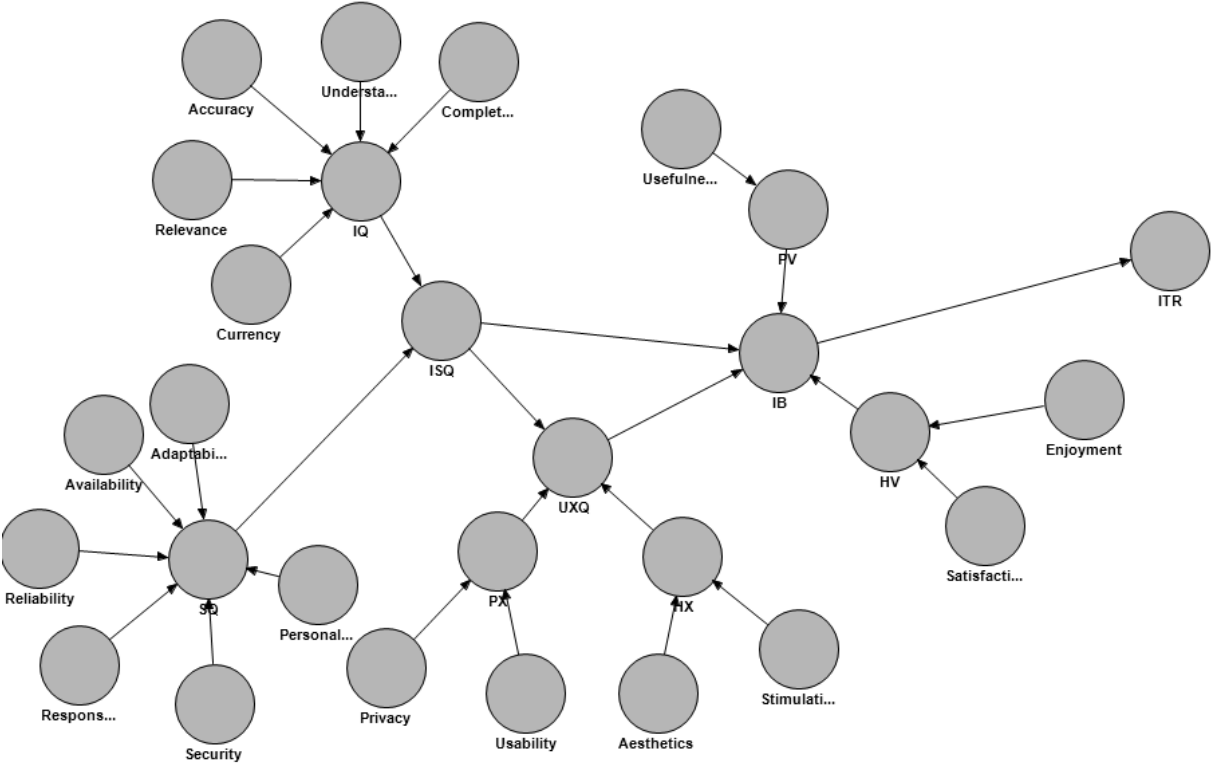 Accuracy
Understa...
Complet...
Relevance
IQ
Currency
Usefulne...
PV
ITR
ISQ
IB
Adaptabi...
Availability
Enjoyment
HV
UXQ
Satisfacti...
Reliability
SQ
PX
HX
Personal...
Respons...
Security
Privacy
Usability
Aesthetics
Stimulati...